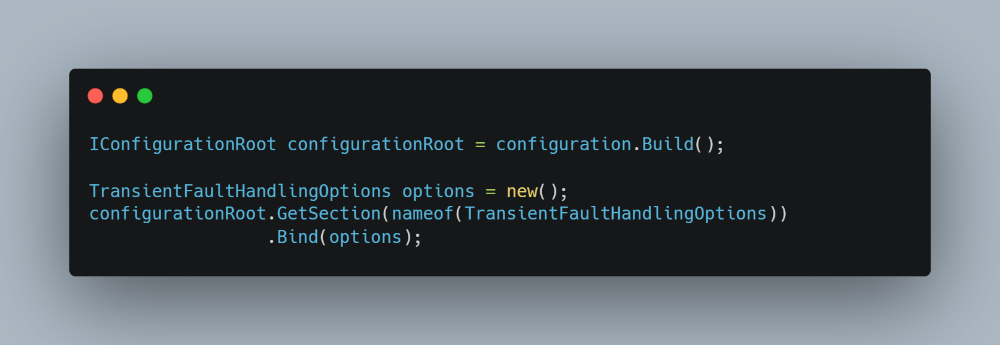 IConfigurationRoot configurationRoot = configuration.Build();
TransientFaultHandlingOptions options = new();
configurationRoot.GetSection(nameof(TransientFaultHandlingOptions))
.Bind(options);